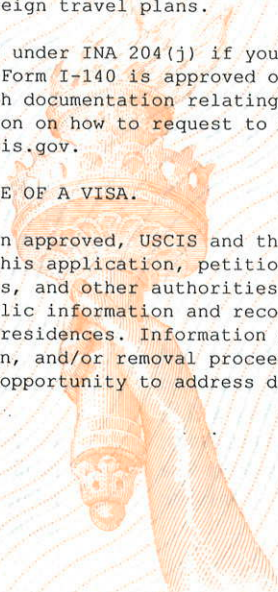 eign travel plans.
under INA 204(j) if you
Form I-140 is approved o
h documentation relating
on on how to request to
is.gov.
E OF A VISA.
n approved, USCIS and th
his application, petitio
s, and other authorities
lic information and reco
residences. Information
n, and/or removal procee
opportunity to address d